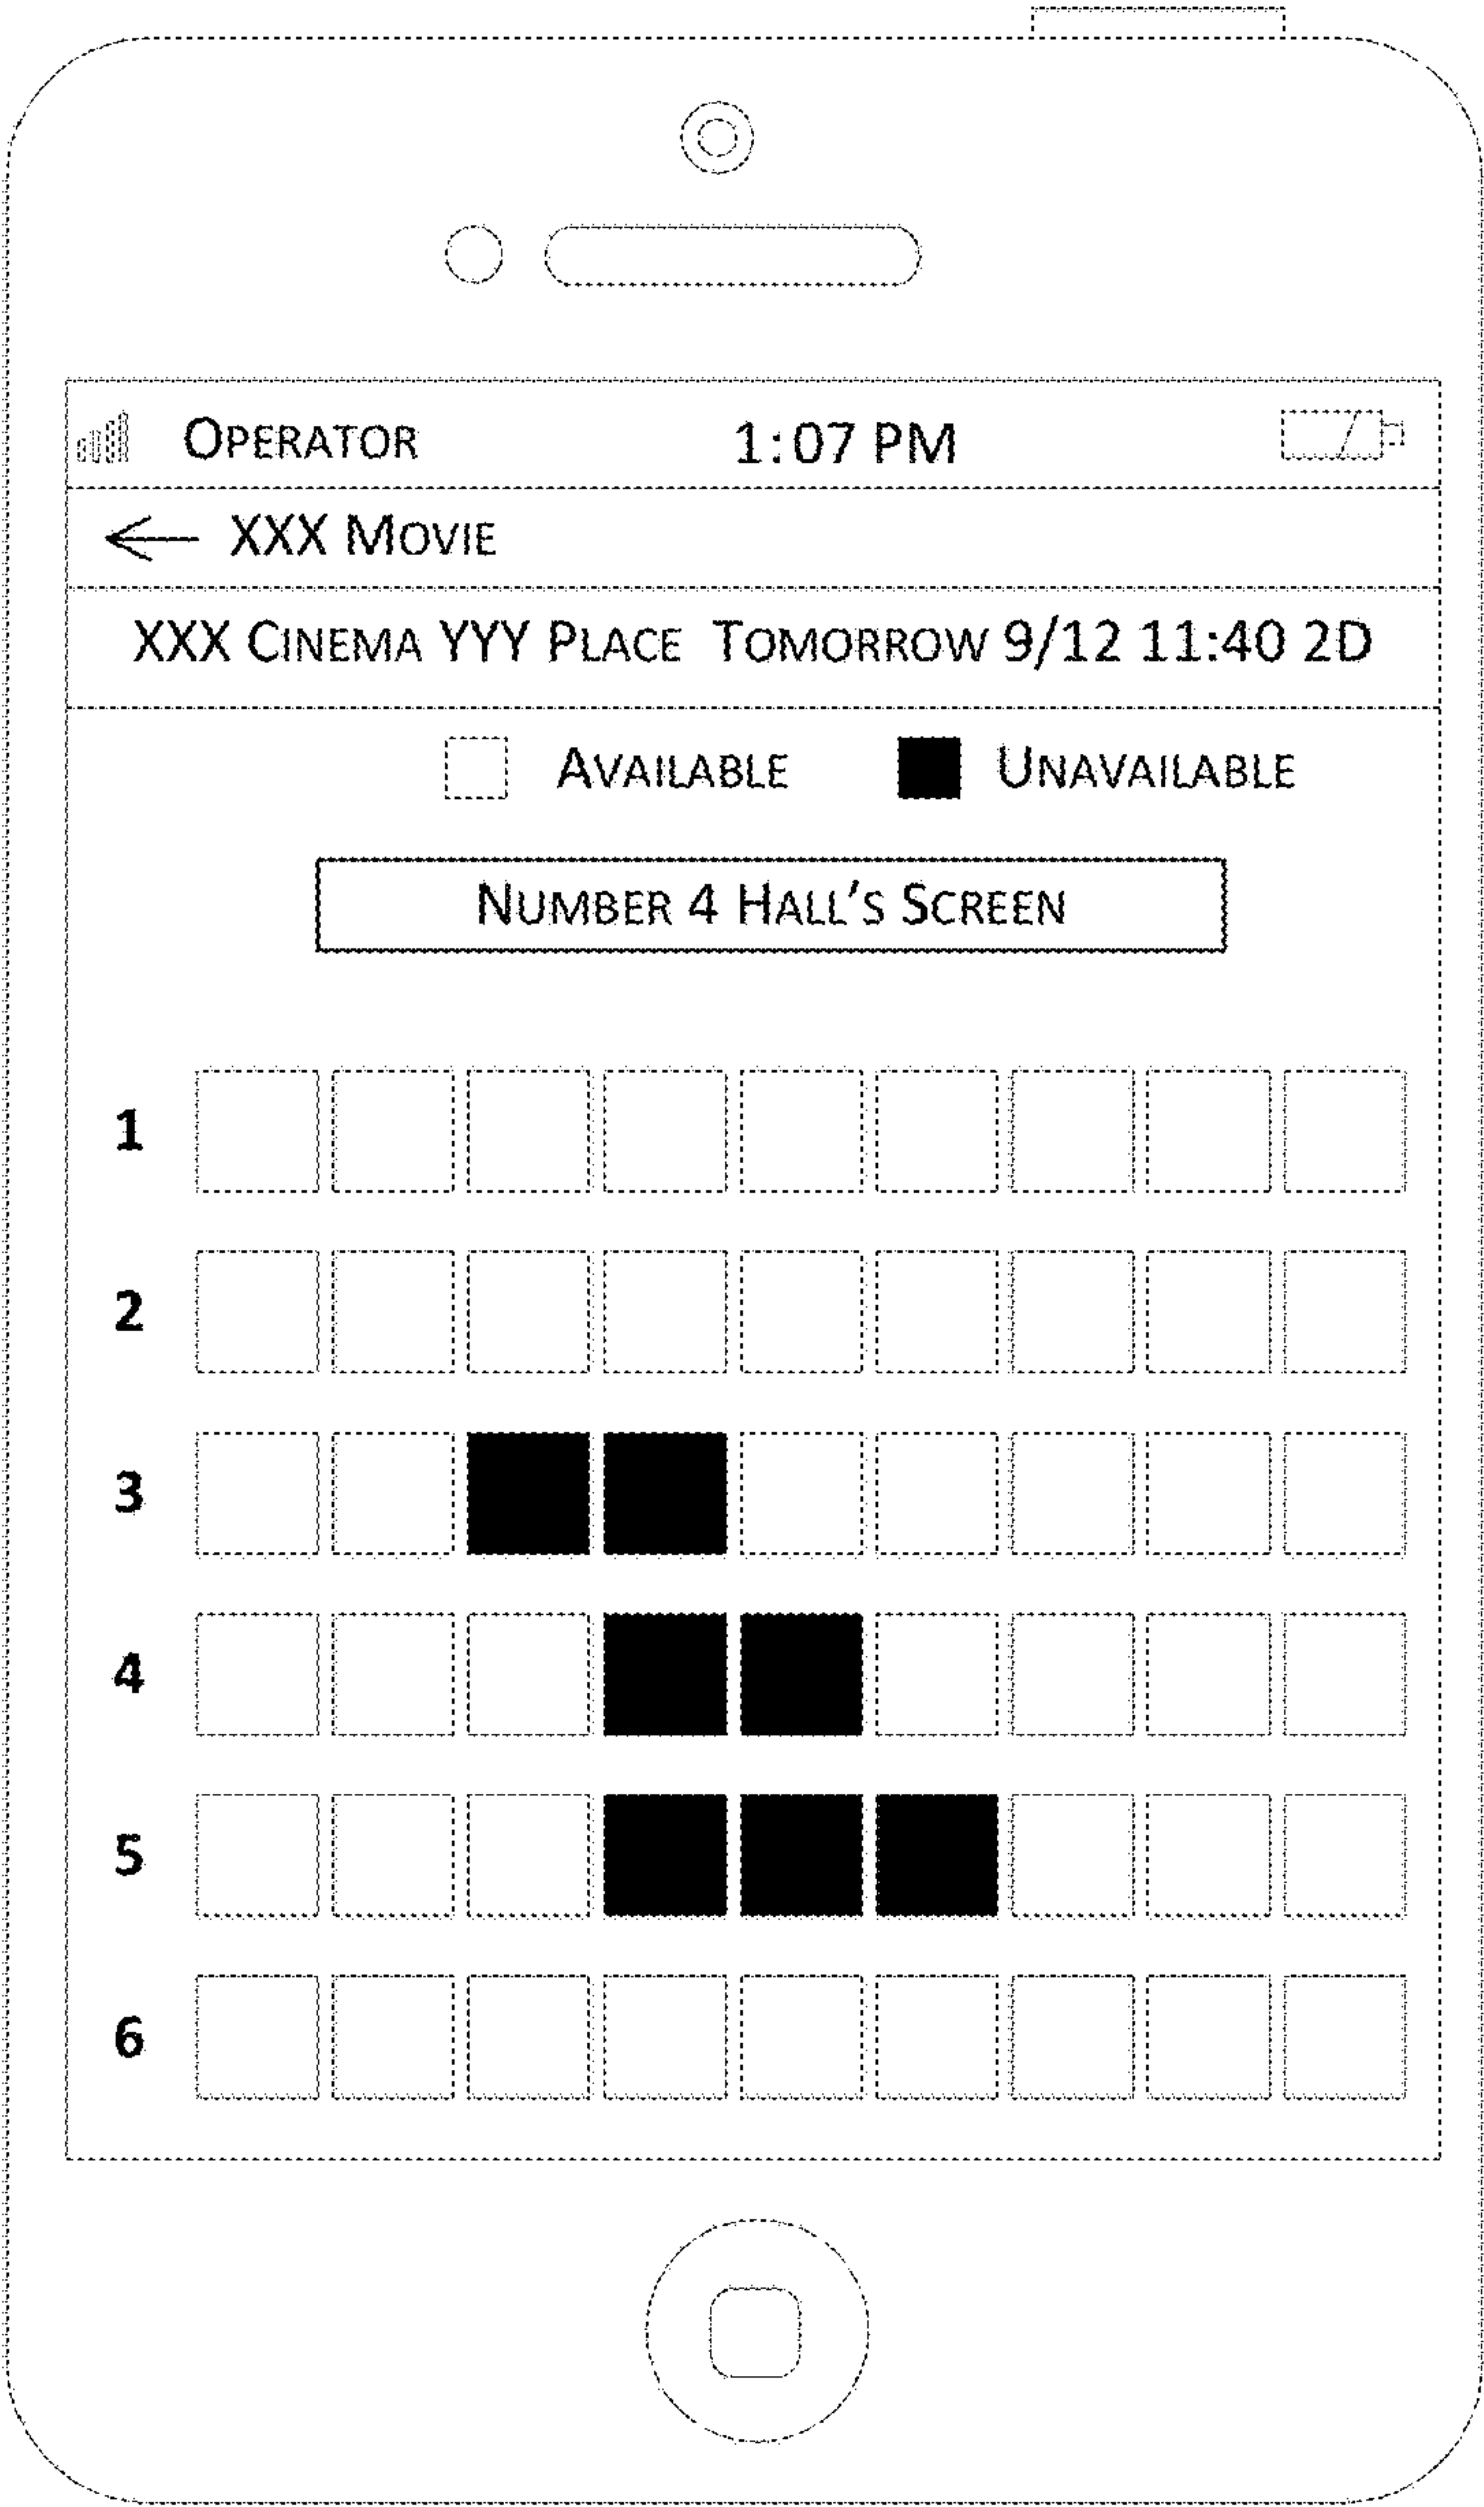 OPERATOR 1:07 PM
← XXX MOVIE
XXX CINEMA YYY PLACE TOMORROW 9/12 11:40 2D
AVAILABLE UNAVAILABLE
NUMBER 4 HALL'S SCREEN
1
2
3
4
5
6